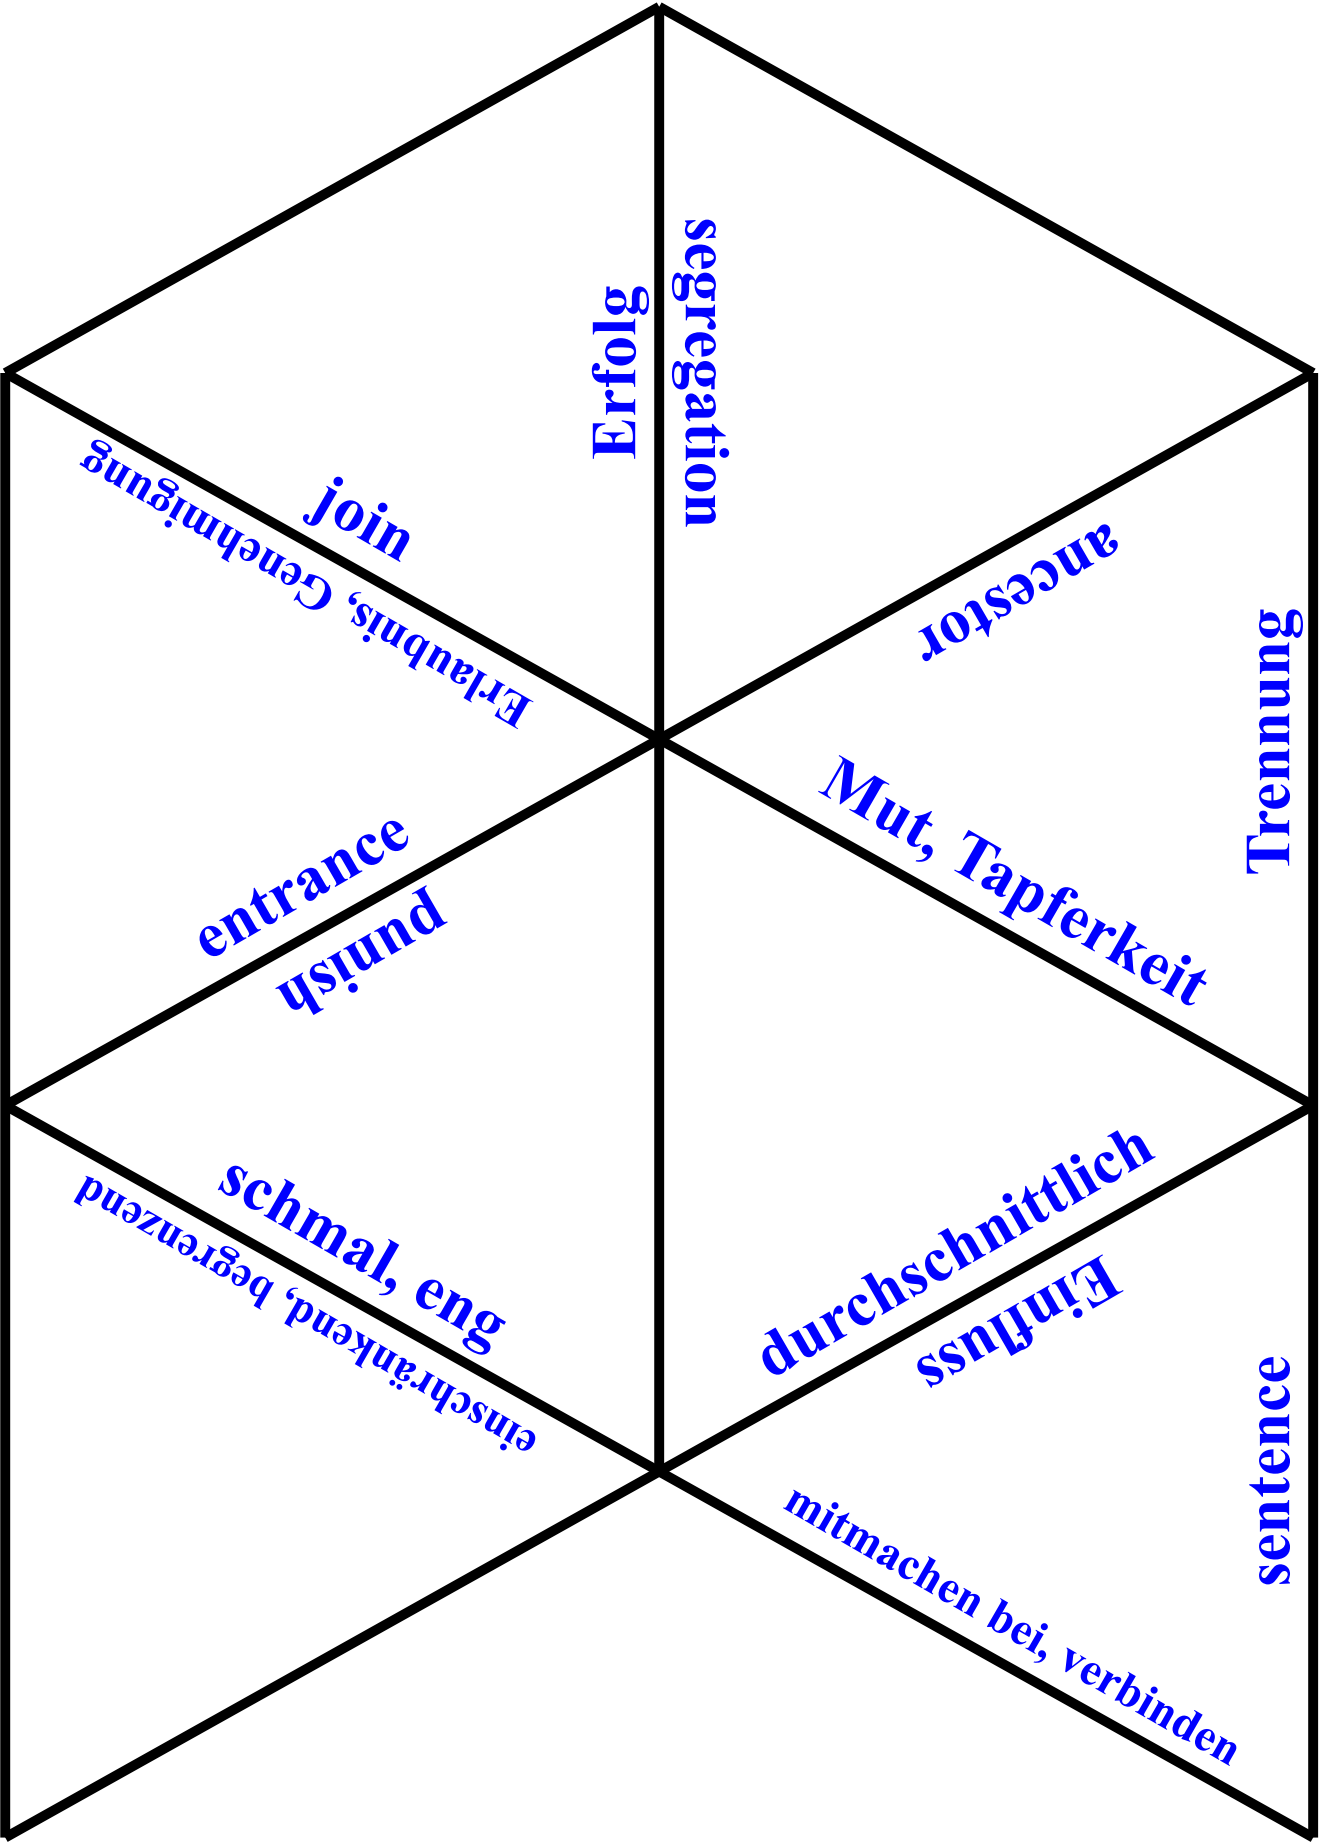 segregation
Erfolg
join
Erlaubnis, Genehmigung
ancestor
Trennung
Mut, Tapferkeit
entrance
punish
durchschnittlich
schmal, eng
einschränkend, begrenzend
Einfluss
sentence
mitmachen bei, verbinden